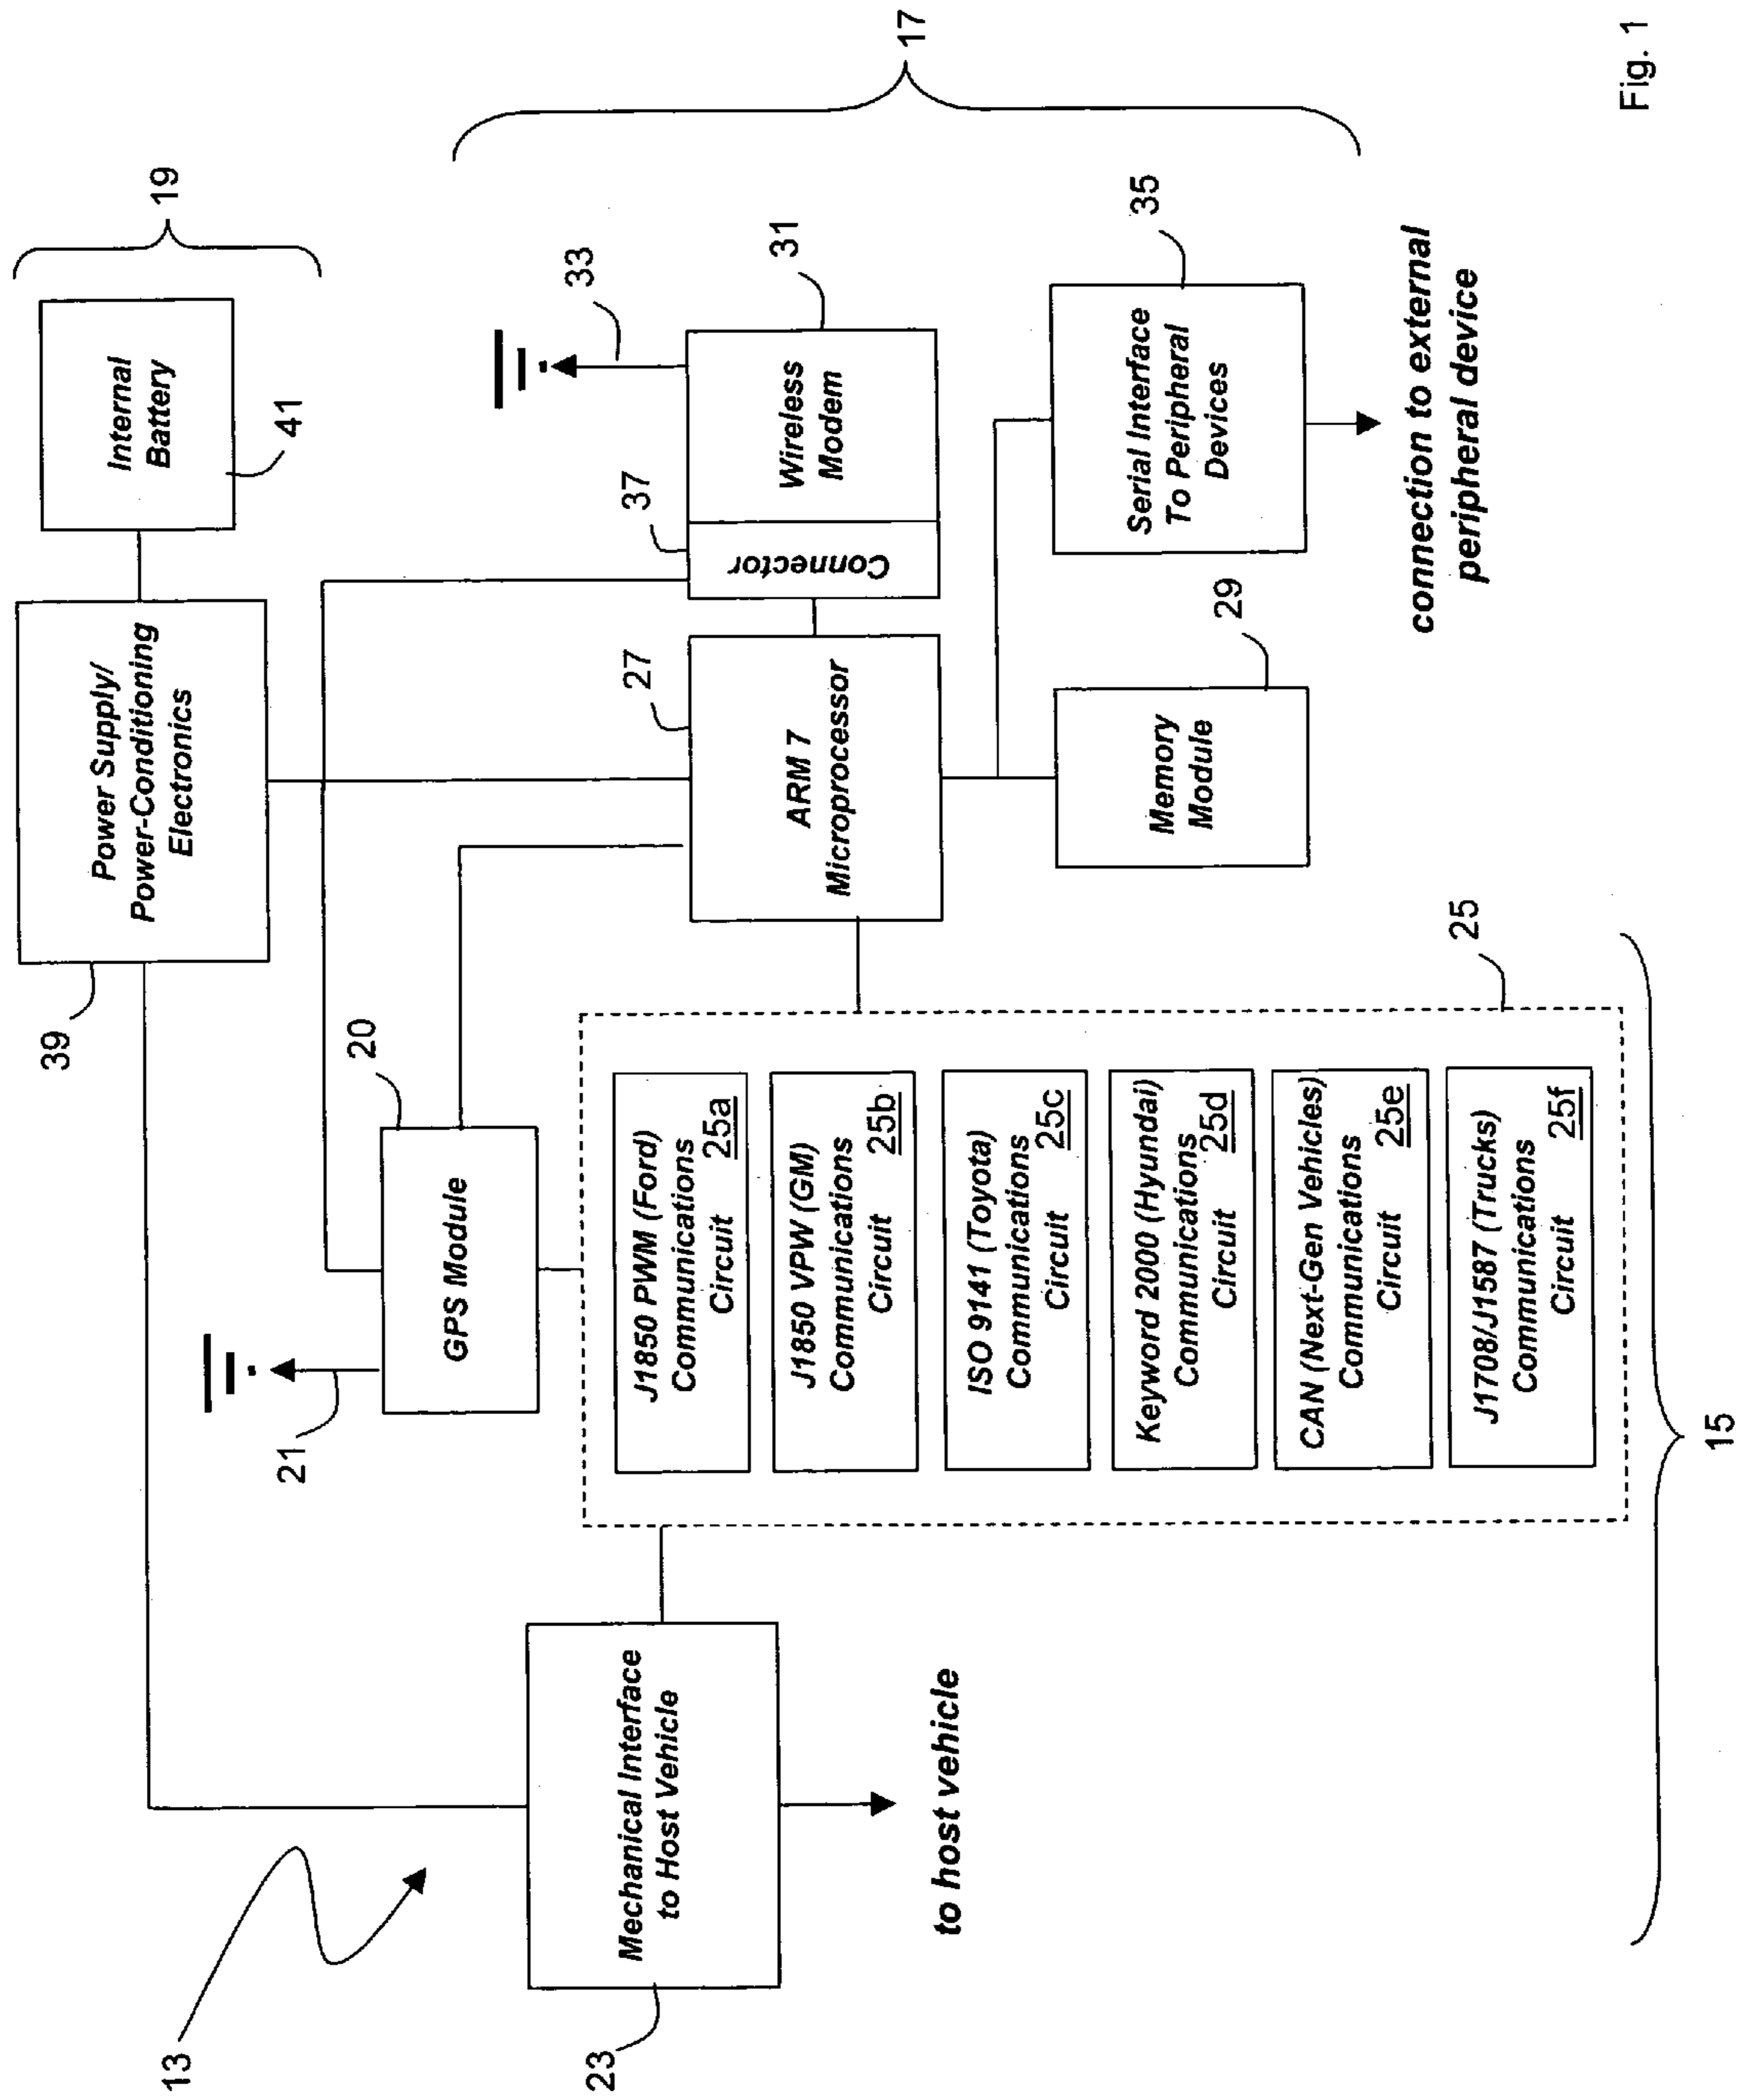 13
39
Power Supply/
Power-Conditioning
Electronics
Internal
Battery
41
19
21
20
GPS Module
33
23
Mechanical Interface
to Host Vehicle
to host vehicle
J1850 PWM (Ford)
Communications
Circuit 25a
J1850 VPW (GM)
Communications
Circuit 25b
ISO 9141 (Toyota)
Communications
Circuit 25c
Keyword 2000 (Hyundai)
Communications
Circuit 25d
CAN (Next-Gen Vehicles)
Communications
Circuit 25e
J1708/J1587 (Trucks)
Communications
Circuit 25f
25
15
27
ARM 7
Microprocessor
37
Connector
Wireless
Modem
31
17
Memory
Module
29
Serial Interface
To Peripheral
Devices
35
connection to external
peripheral device
Fig. 1